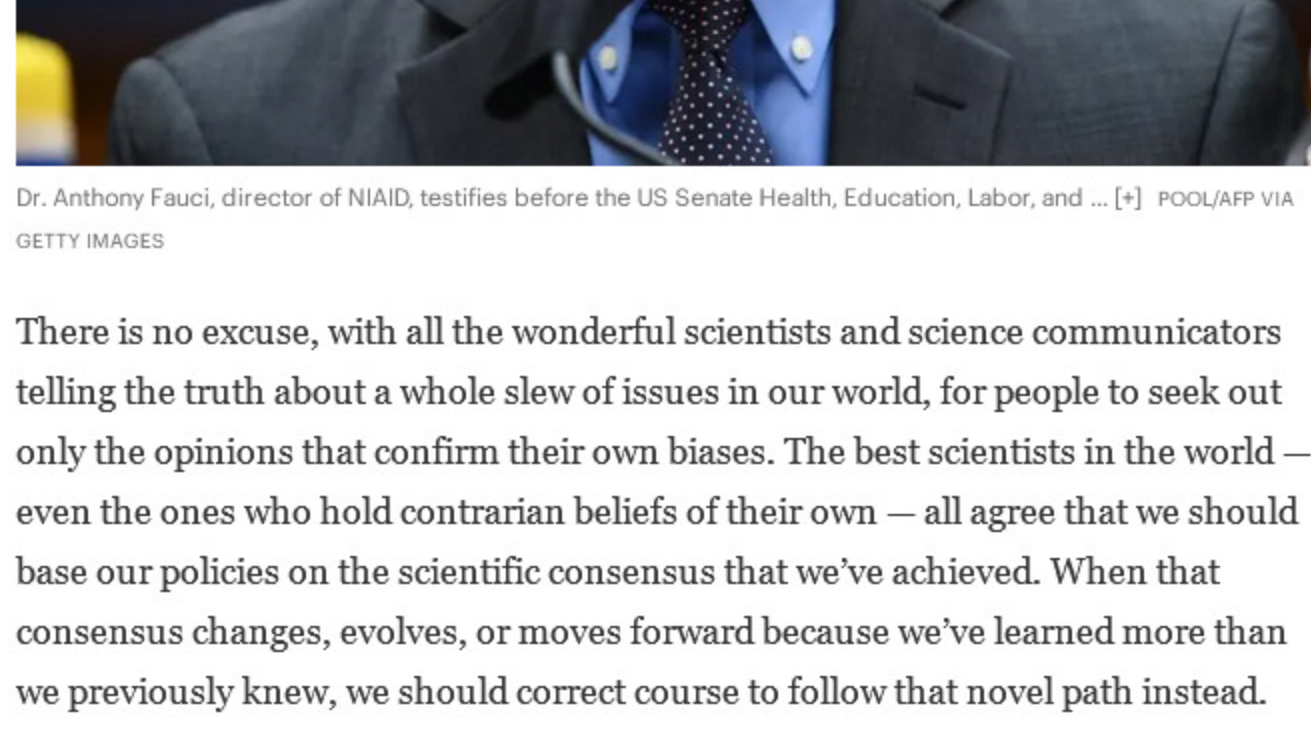 Dr. Anthony Fauci, director of NIAID, testifies before the US Senate Health, Education, Labor, and ... [+] POOL/AFP VIA
GETTY IMAGES
There is no excuse, with all the wonderful scientists and science communicators
telling the truth about a whole slew of issues in our world, for people to seek out
only the opinions that confirm their own biases. The best scientists in the world —
even the ones who hold contrarian beliefs of their own — all agree that we should
base our policies on the scientific consensus that we’ve achieved. When that
consensus changes, evolves, or moves forward because we’ve learned more than
we previously knew, we should correct course to follow that novel path instead.